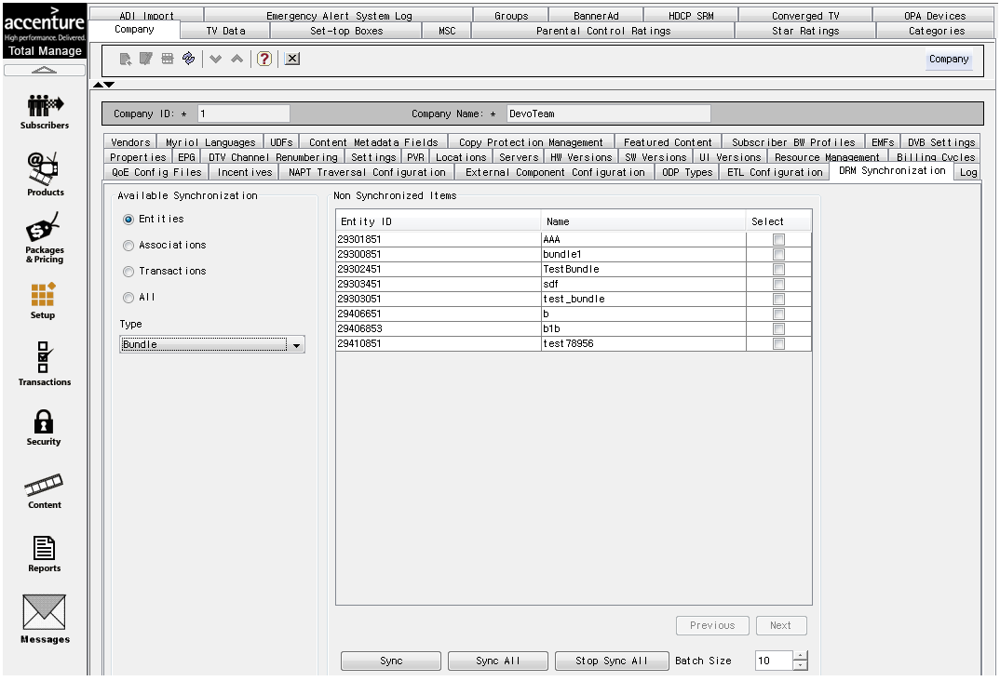 accenture
High performance. Delivered.
Total Manage
Subscribers
Products
Packages
& Pricing
Setup
Transactions
Security
Content
Reports
Messages
ADI Import Emergency Alert System Log Groups BannerAd HDCP SRM Converged TV OPA Devices
Company TV Data Set-top Boxes MSC Parental Control Ratings Star Ratings Categories
Company
Company ID: * 1 Company Name: * DevoTeam
Vendors Myriol Languages UDFs Content Metadata Fields Copy Protection Management Featured Content Subscriber BW Profiles EMFs DVB Settings
Properties EPG DTV Channel Renumbering Settings PVR Locations Servers HW Versions SW Versions UI Versions Resource Management Billing Cycles
QoE Config Files Incentives NAPT Traversal Configuration External Component Configuration ODP Types ETL Configuration DRM Synchronization Log
Available Synchronization
Entities
Associations
Transactions
All
Type
Bundle
Non Synchronized Items
Entity ID Name Select
29301851 AAA
29300851 bundle1
29302451 TestBundle
29303451 sdf
29303051 test_bundle
29406651 b
29406853 b1b
29410851 test78956
Previous Next
Sync Sync All Stop Sync All Batch Size 10